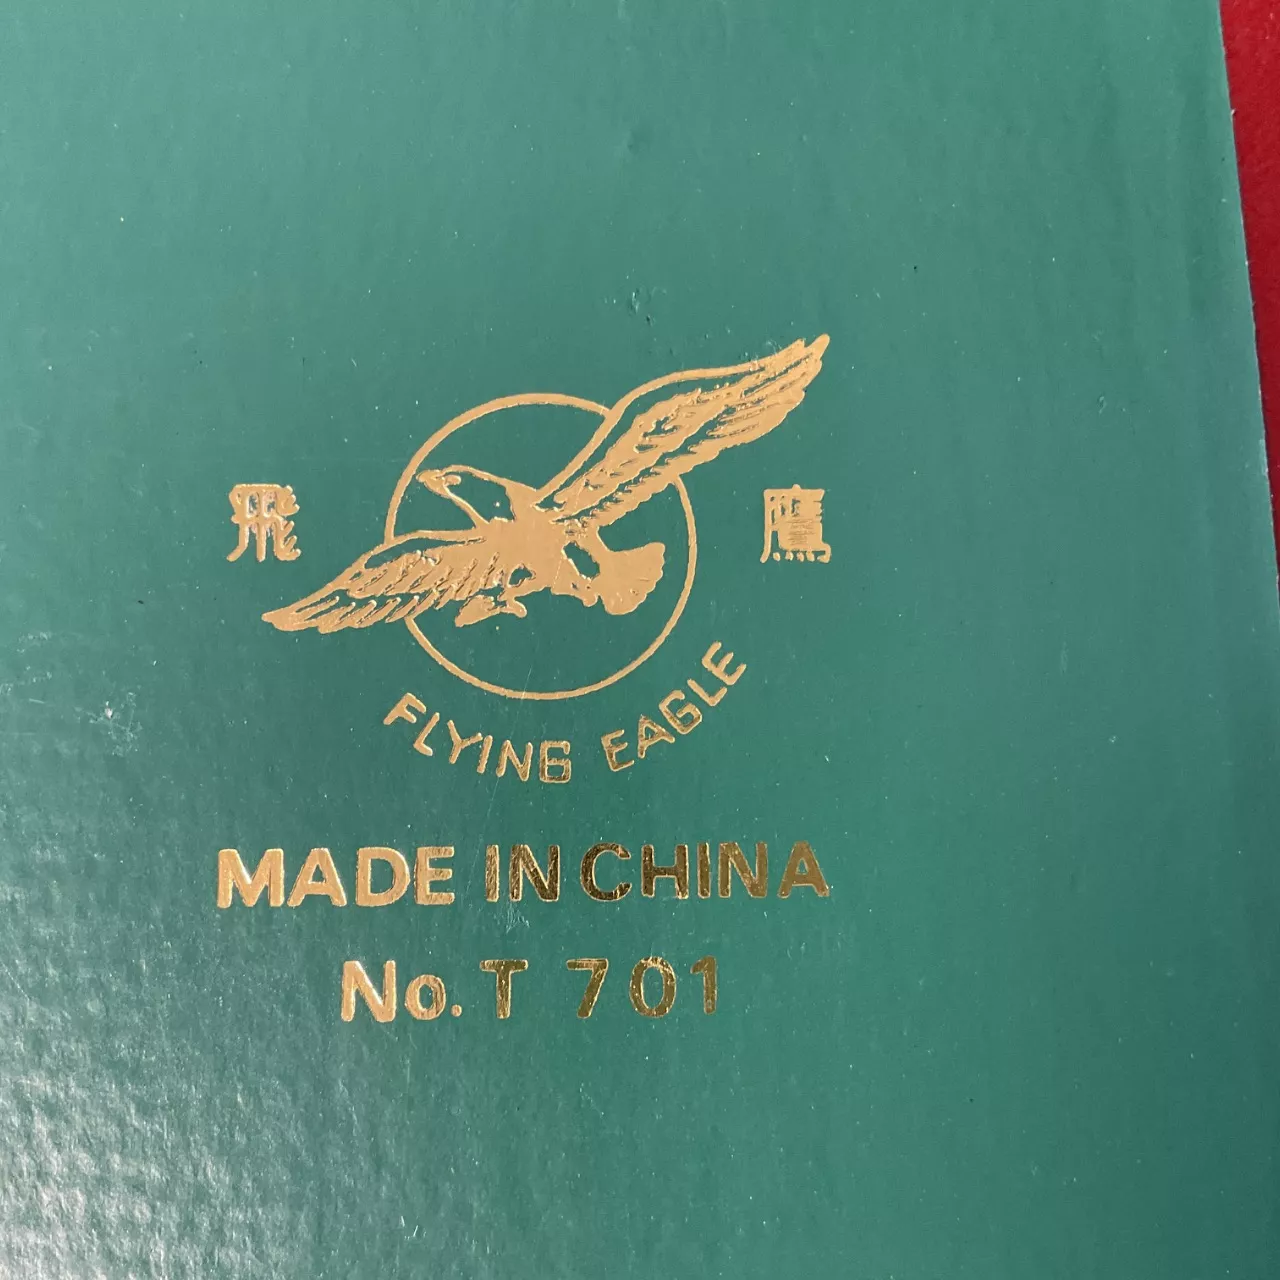 飛 鷹
FLYING EAGLE
MADE IN CHINA
No. T 701